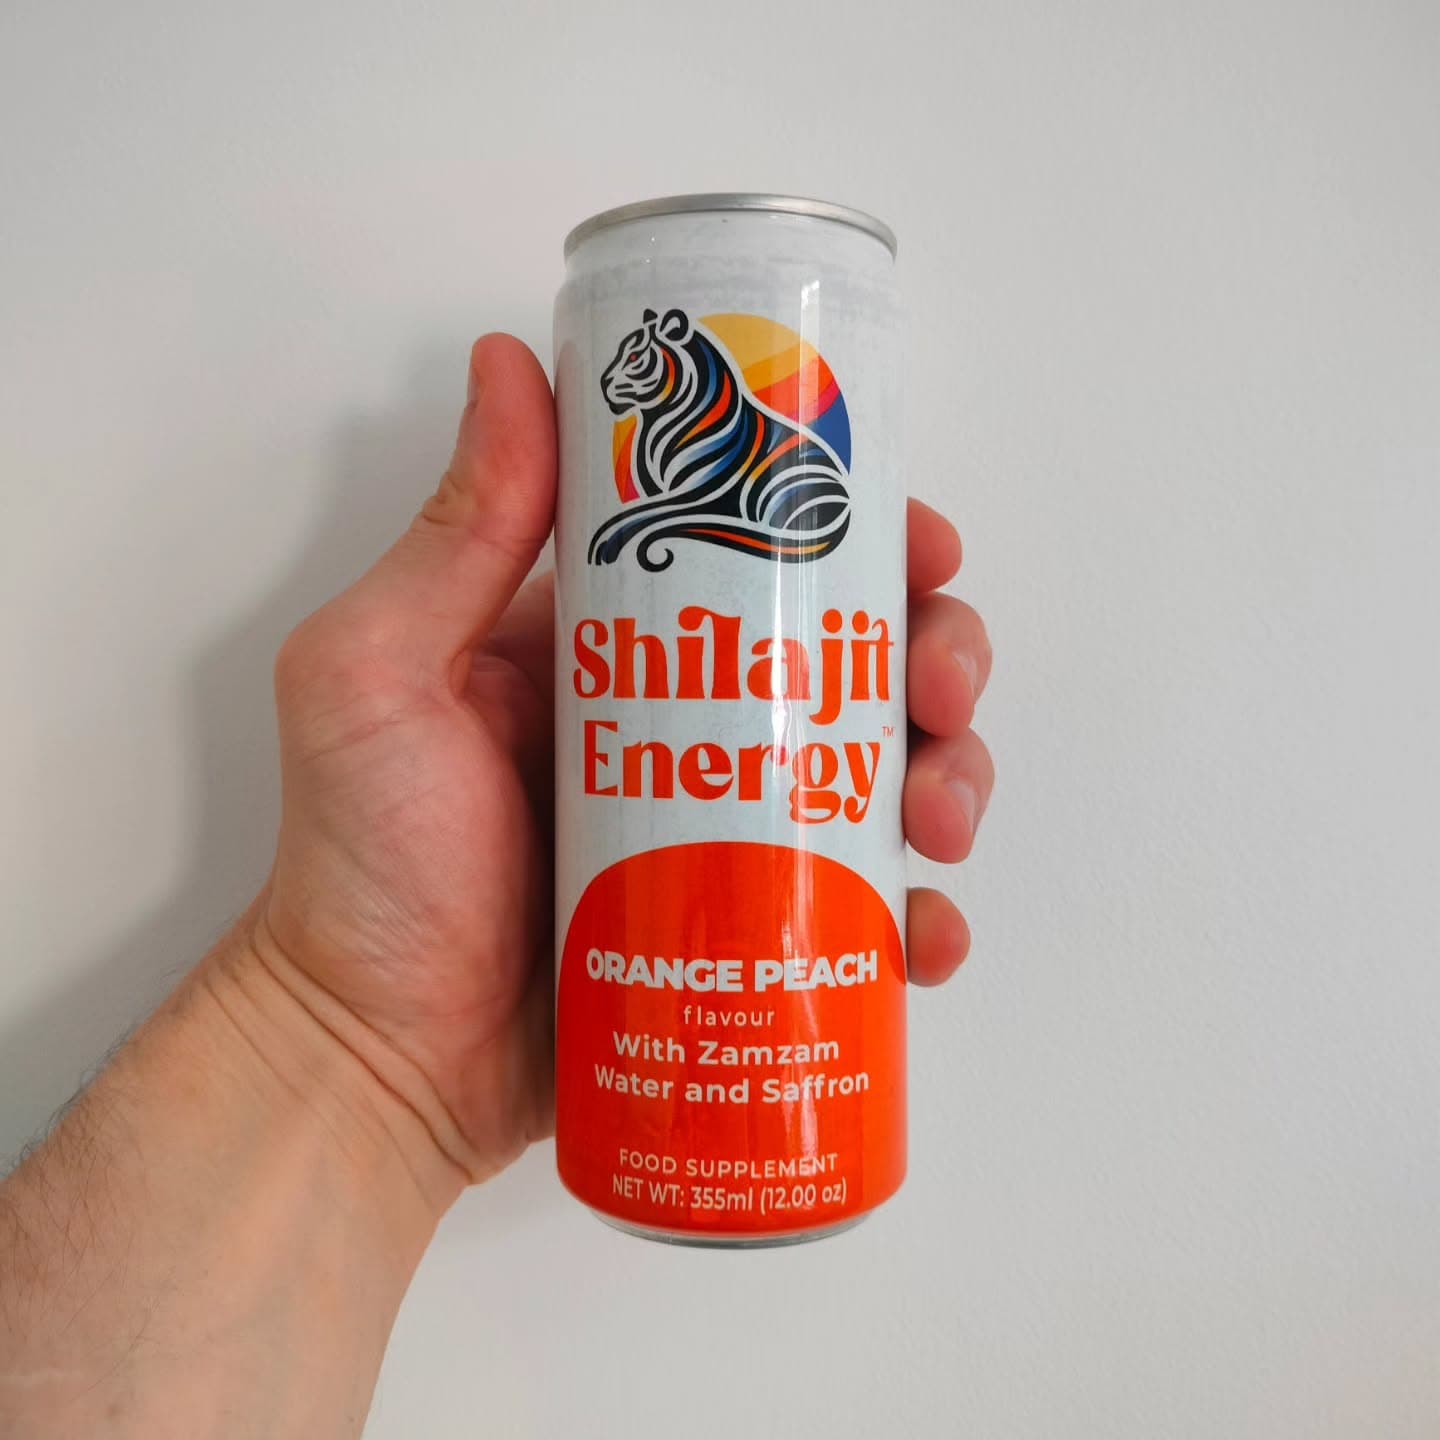 Shilajit
Energy™
ORANGE PEACH
flavour
With Zamzam
Water and Saffron
FOOD SUPPLEMENT
NET WT: 355ml (12.00 oz)